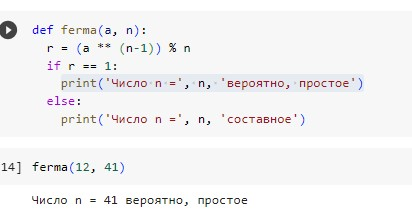 def ferma(a, n):
  r = (a ** (n-1)) % n
  if r == 1:
    print('Число n =', n, 'вероятно, простое')
  else:
    print('Число n =', n, 'составное')
14] ferma(12, 41)
Число n = 41 вероятно, простое